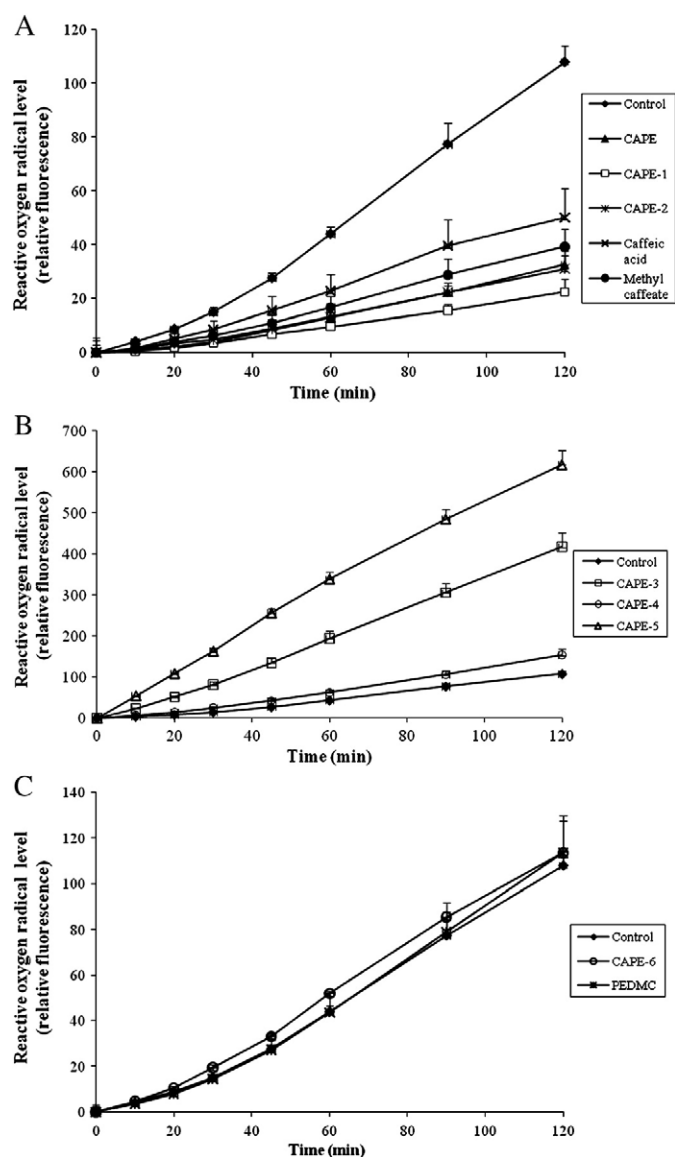 A
Reactive oxygen radical level
(relative fluorescence)
120
100
80
60
40
20
0
0
20
40
60
80
100
120
Time (min)
Control
CAPE
CAPE-1
CAPE-2
Caffeic
acid
Methyl
caffeate
B
Reactive oxygen radical level
(relative fluorescence)
700
600
500
400
300
200
100
0
0
20
40
60
80
100
120
Time (min)
Control
CAPE-3
CAPE-4
CAPE-5
C
Reactive oxygen radical level
(relative fluorescence)
140
120
100
80
60
40
20
0
0
20
40
60
80
100
120
Time (min)
Control
CAPE-6
PEDMC